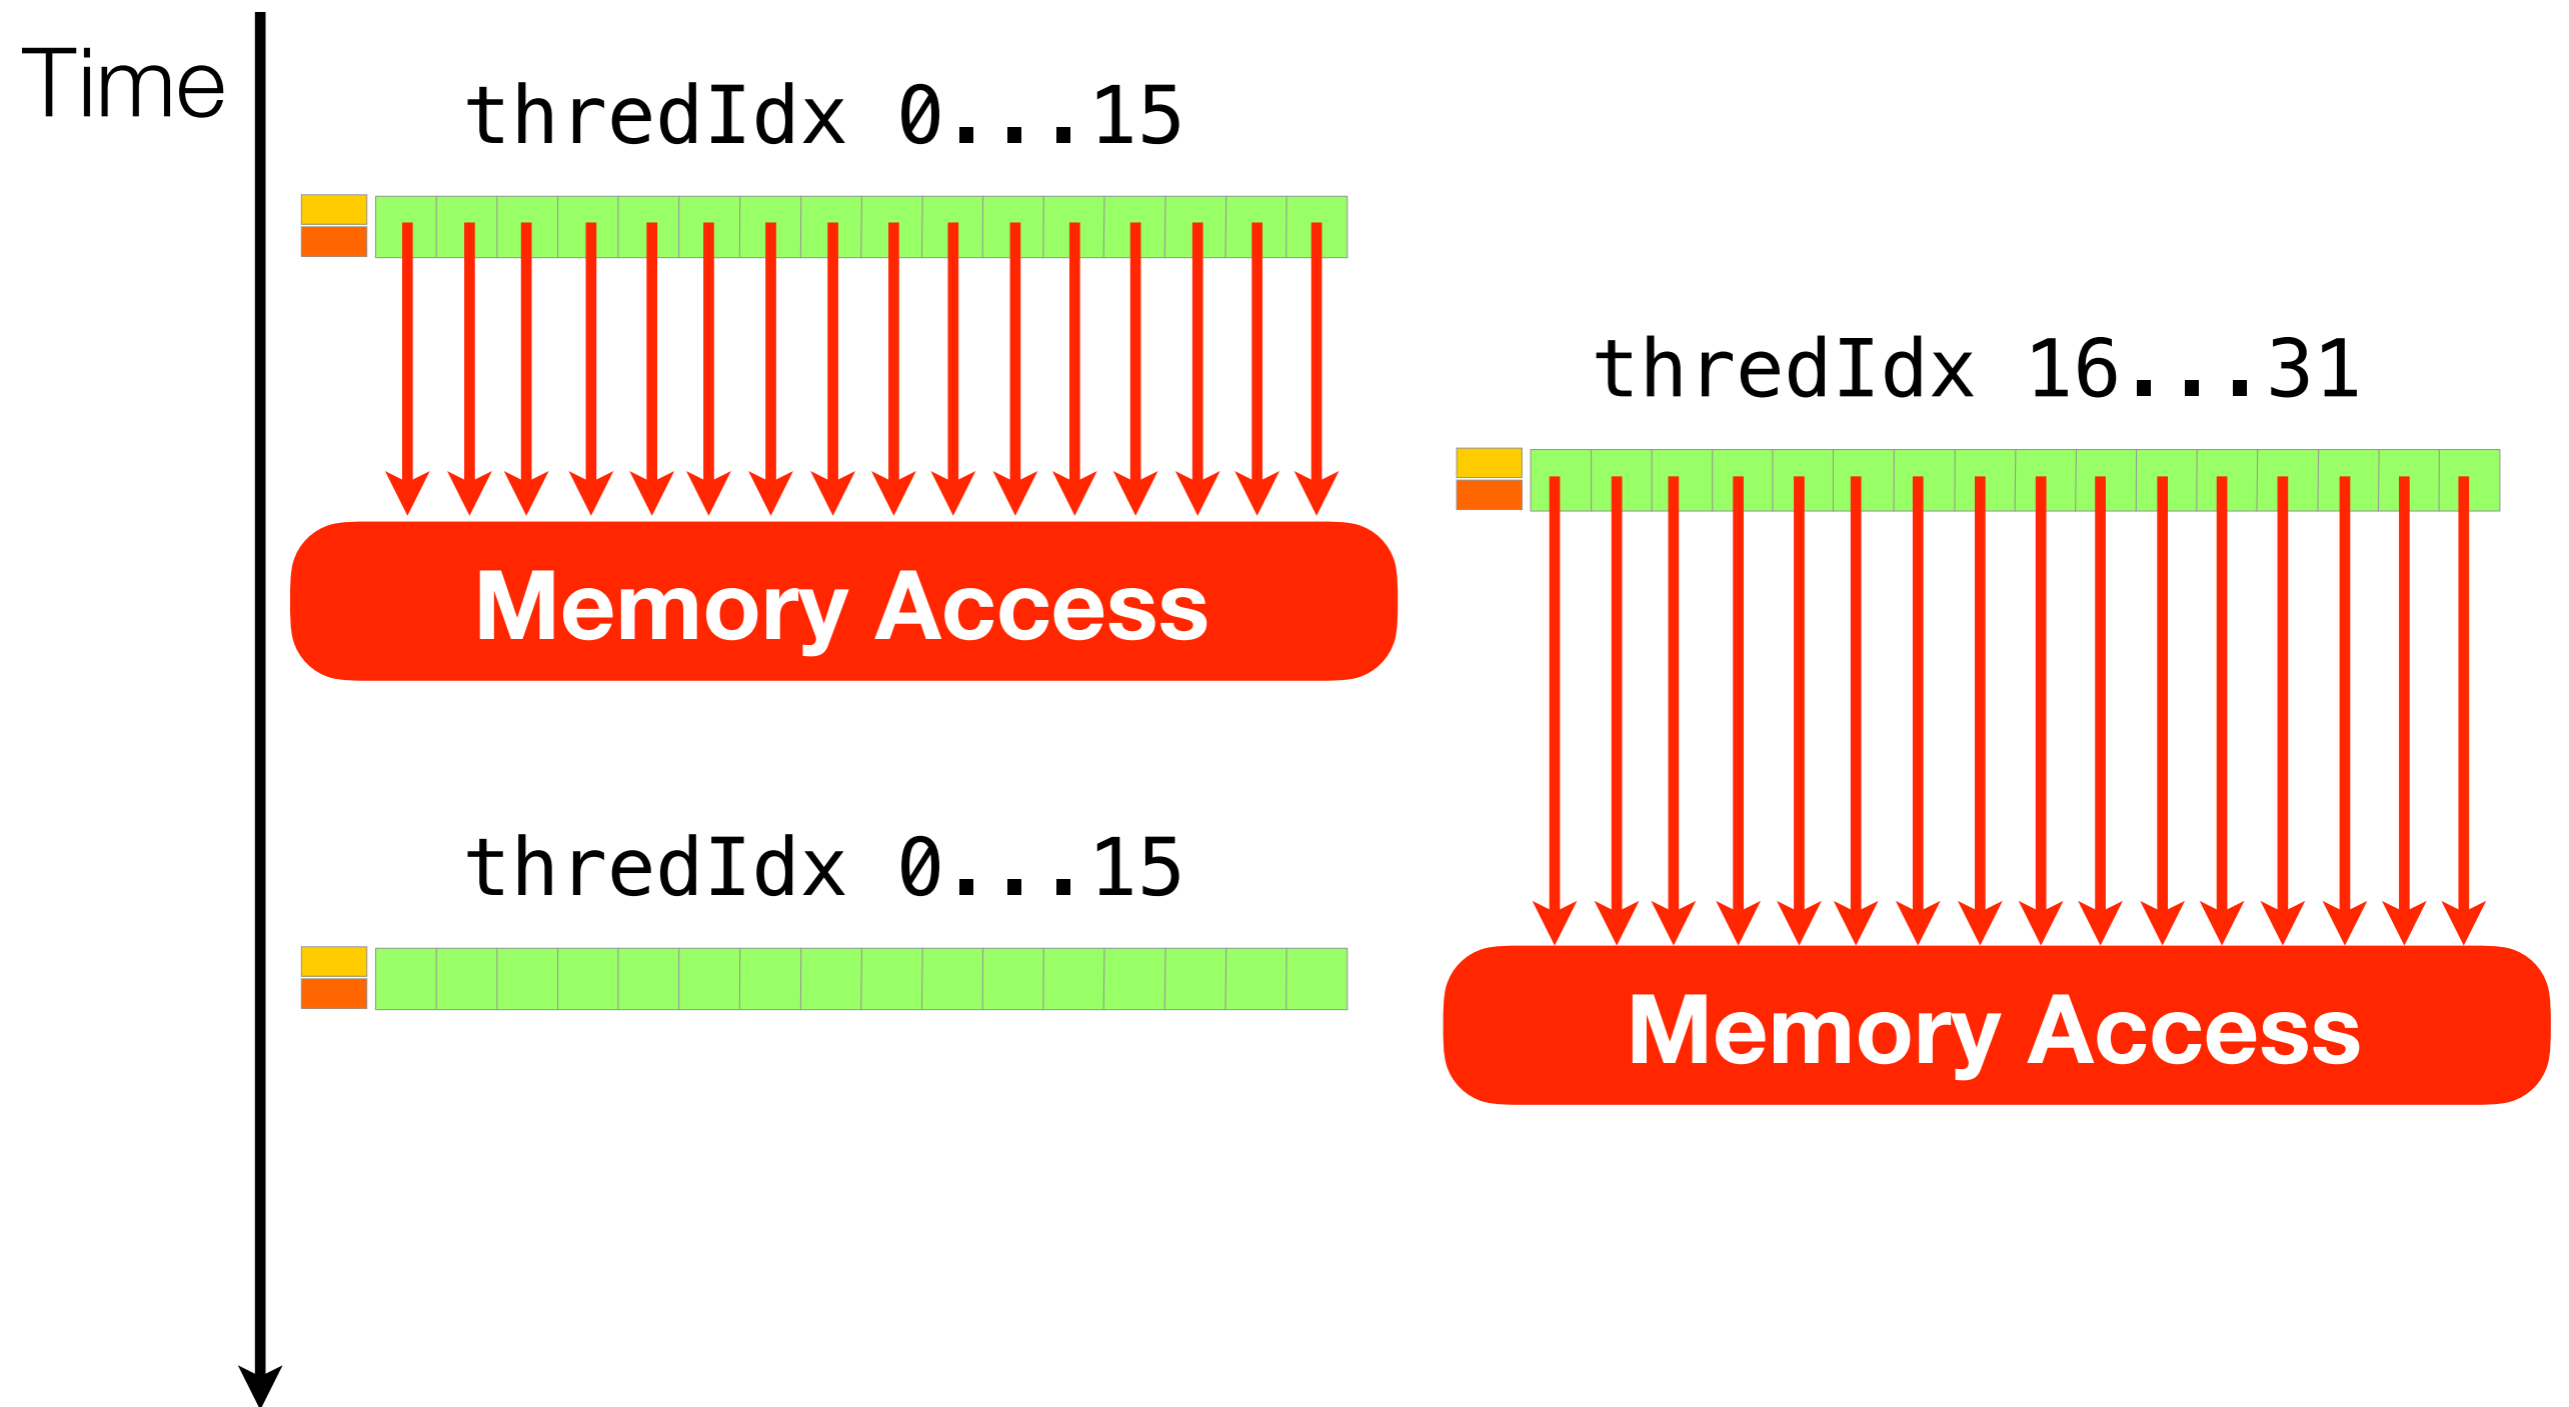 Time
thredIdx 0...15
thredIdx 16...31
Memory Access
thredIdx 0...15
Memory Access